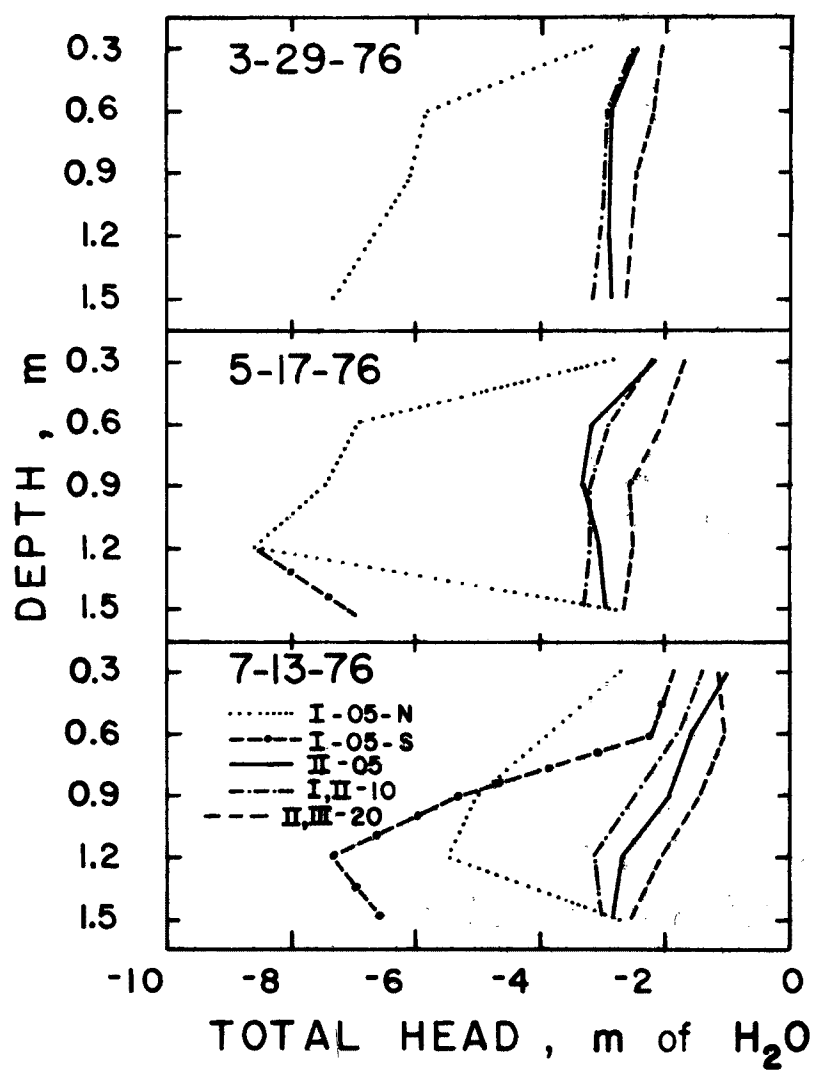 3-29-76
0.3
0.6
0.9
1.2
1.5
5-17-76
0.3
0.6
0.9
1.2
1.5
7-13-76
0.3
0.6
0.9
1.2
1.5
I-05-N
I-05-S
II-05
I,II-10
II,III-20
DEPTH, m
-10 -8 -6 -4 -2 0
TOTAL HEAD, m of H₂O